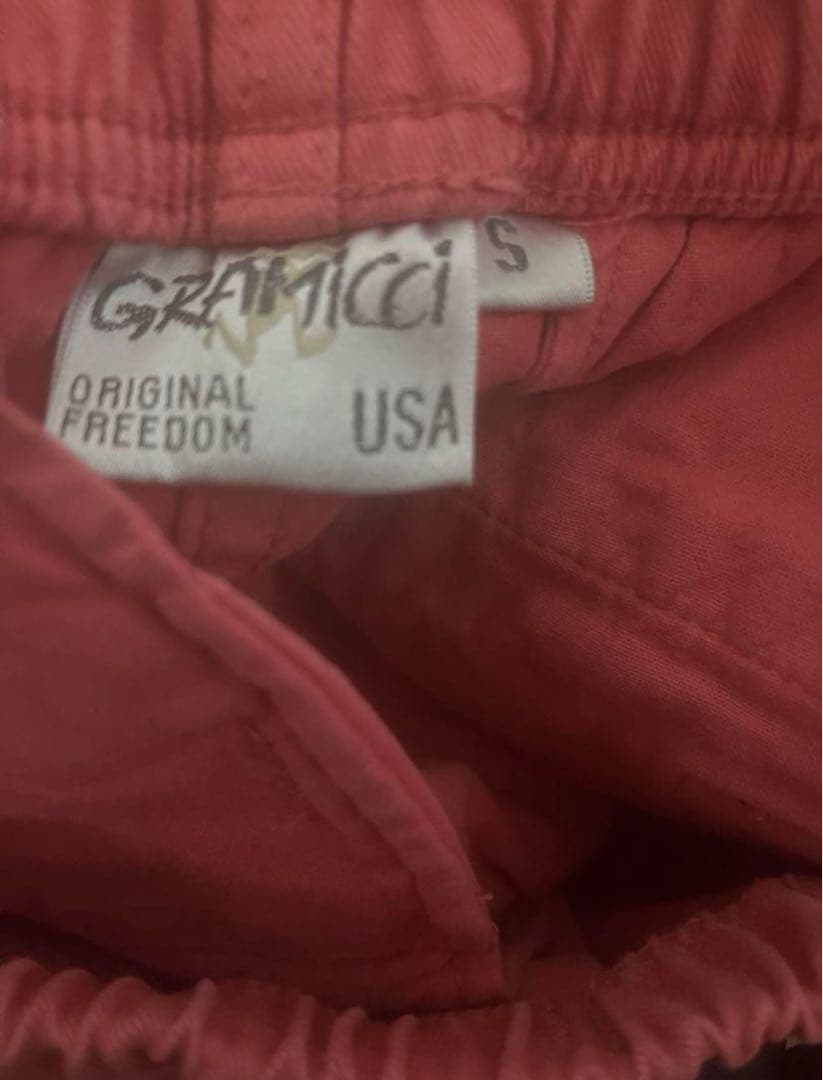 GRAMiCCi
S
ORIGINAL
FREEDOM
USA